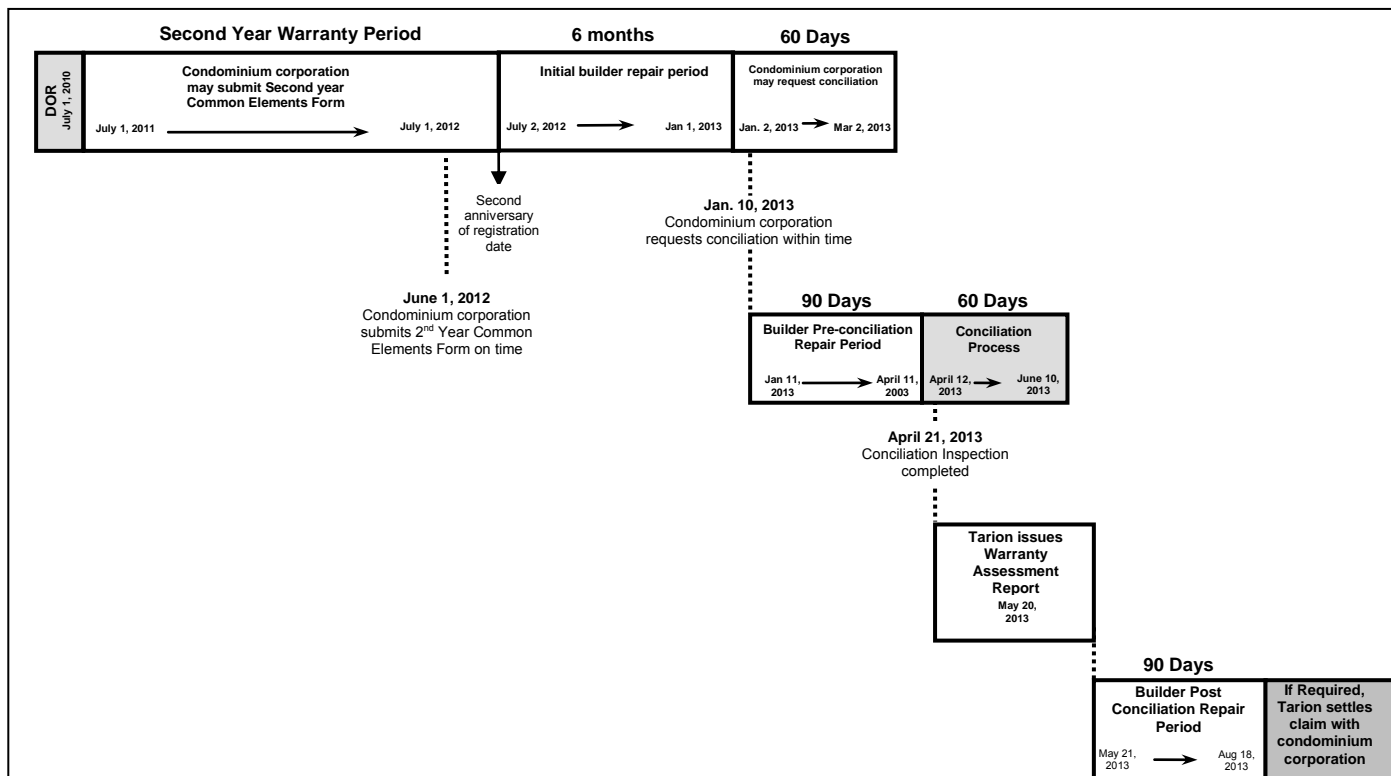 Second Year Warranty Period
6 months
60 Days
DOR
July 1, 2010
Condominium corporation
may submit Second year
Common Elements Form
July 1, 2011
July 1, 2012
Initial builder repair period
July 2, 2012
Jan 1, 2013
Condominium corporation
may request conciliation
Jan. 2, 2013
Mar 2, 2013
Second
anniversary
of registration
date
Jan. 10, 2013
Condominium corporation
requests conciliation within time
June 1, 2012
Condominium corporation
submits 2nd Year Common
Elements Form on time
90 Days
60 Days
Builder Pre-conciliation
Repair Period
Jan 11,
2013
April 11,
2003
Conciliation
Process
April 12,
2013
June 10,
2013
April 21, 2013
Conciliation Inspection
completed
Tarion issues
Warranty
Assessment
Report
May 20,
2013
90 Days
Builder Post
Conciliation Repair
Period
May 21,
2013
Aug 18,
2013
If Required,
Tarion settles
claim with
condominium
corporation